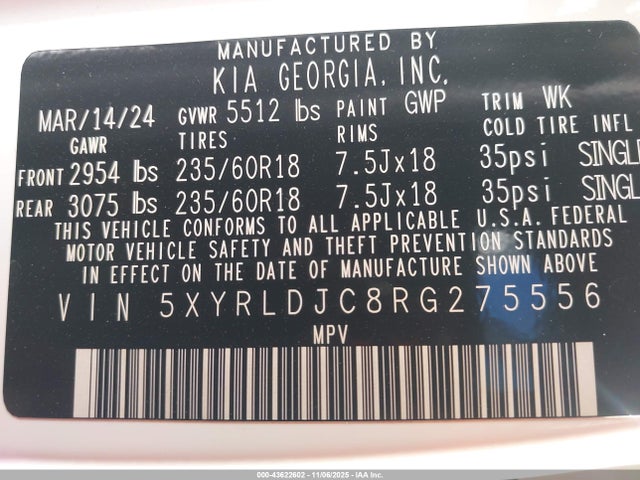 MANUFACTURED BY
KIA GEORGIA, INC.
MAR/14/24 GVWR 5512 lbs PAINT GWP TRIM WK
GAWR TIRES RIMS COLD TIRE INFL
FRONT 2954 lbs 235/60R18 7.5Jx18 35psi SINGLE
REAR 3075 lbs 235/60R18 7.5Jx18 35psi SINGL
THIS VEHICLE CONFORMS TO ALL APPLICABLE U.S.A. FEDERAL
MOTOR VEHICLE SAFETY AND THEFT PREVENTION STANDARDS
IN EFFECT ON THE DATE OF MANUFACTURE SHOWN ABOVE
VIN 5XYRLDJC8RG275556
MPV
000-43622602 - 11/06/2025 - IAA Inc.